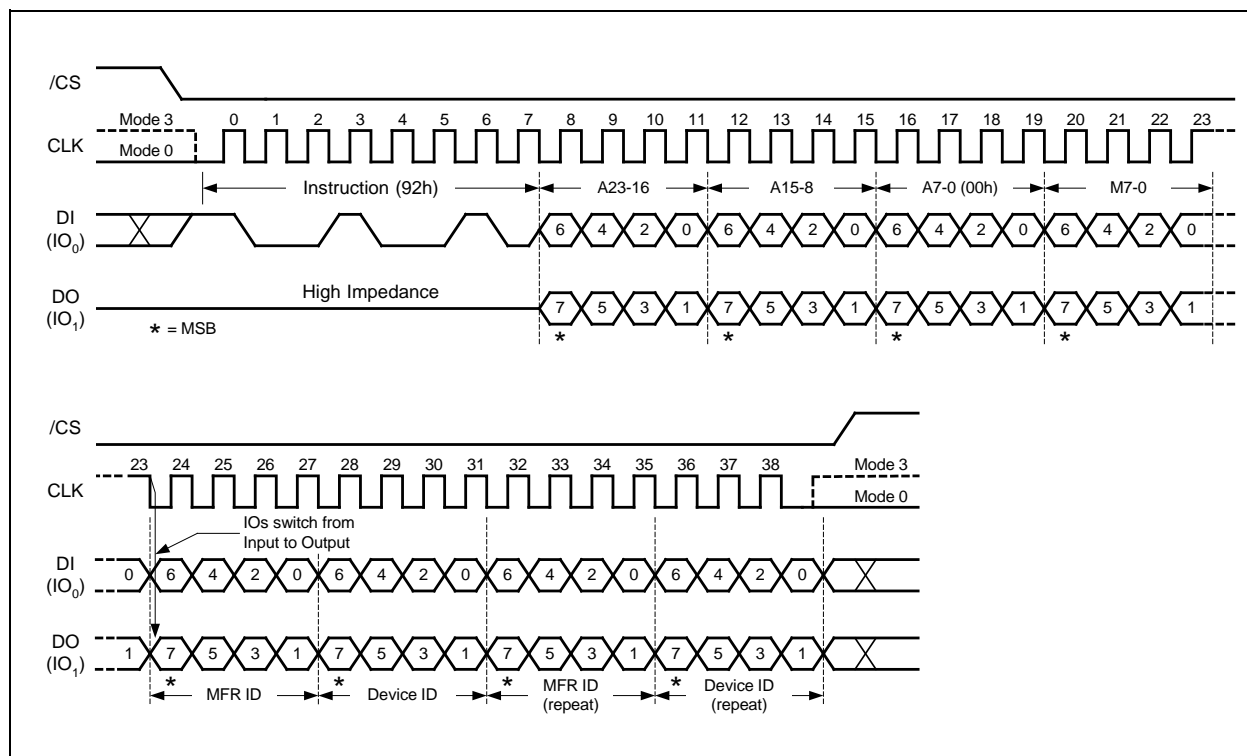 /CS
Mode 3 0 1 2 3 4 5 6 7 8 9 10 11 12 13 14 15 16 17 18 19 20 21 22 23
CLK
Mode 0
Instruction (92h) A23-16 A15-8 A7-0 (00h) M7-0
DI
(IO0) 6 4 2 0 6 4 2 0 6 4 2 0 6 4 2 0
High Impedance
DO
(IO1) 7 5 3 1 7 5 3 1 7 5 3 1 7 5 3 1
* = MSB * * * *
/CS
23 24 25 26 27 28 29 30 31 32 33 34 35 36 37 38 Mode 3
CLK
Mode 0
IOs switch from
Input to Output
DI
(IO0) 0 6 4 2 0 6 4 2 0 6 4 2 0 6 4 2 0
DO
(IO1) 1 7 5 3 1 7 5 3 1 7 5 3 1 7 5 3 1
* * * *
MFR ID Device ID MFR ID
(repeat) Device ID
(repeat)